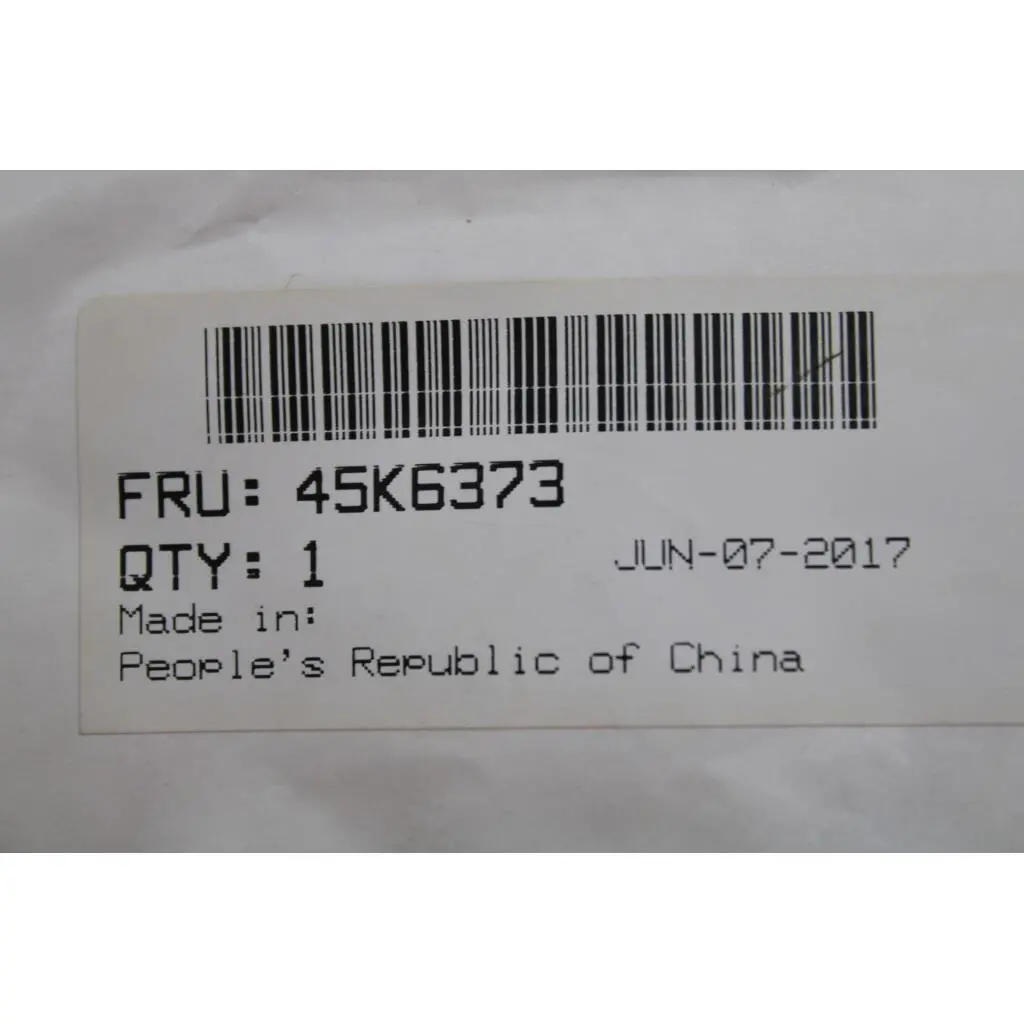 FRU: 45K6373
QTY: 1 JUN-07-2017
Made in:
People's Republic of China